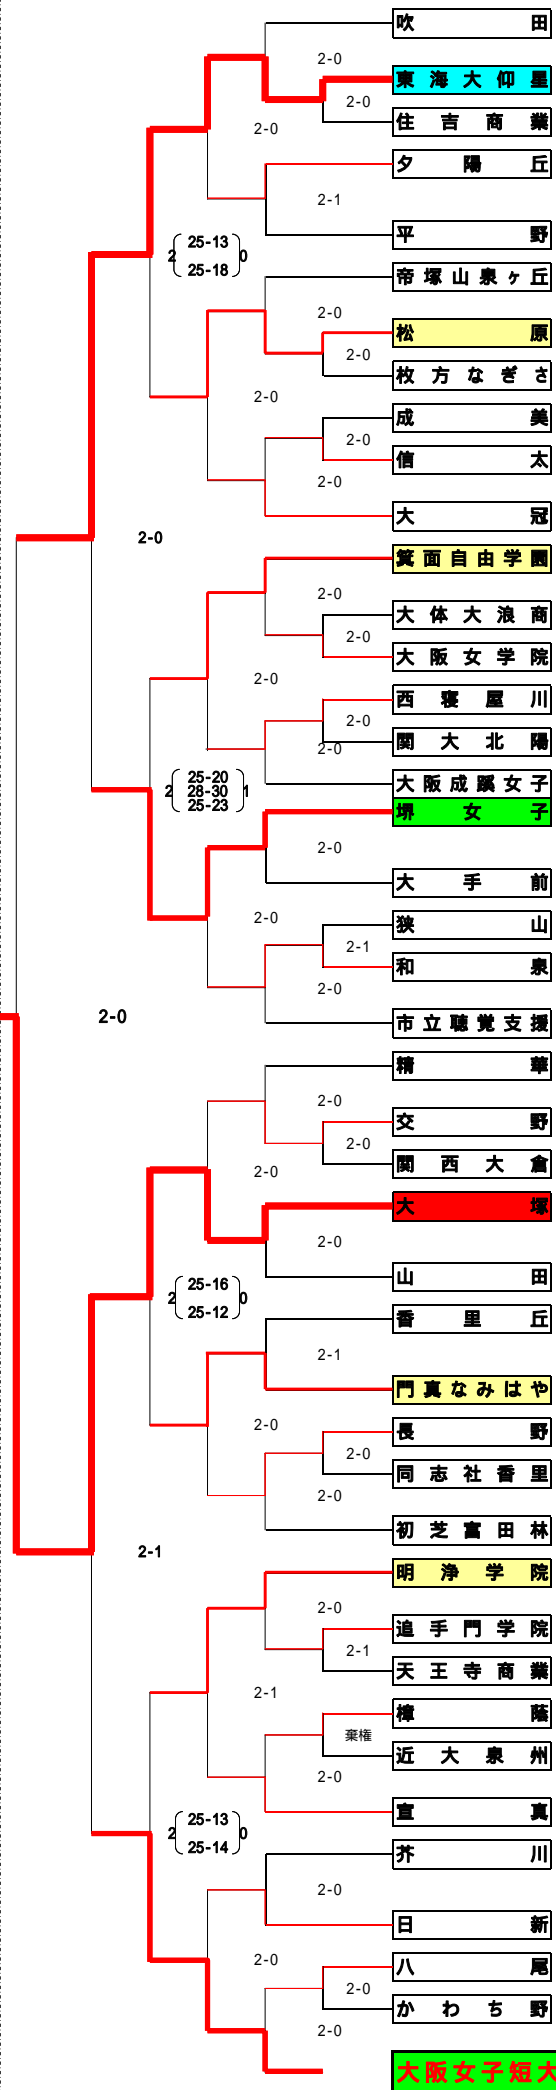 吹田
2-0
東海大仰星
2-0
住吉商業
2-0
夕陽丘
2-1
平野
2 25-13 0
25-18
帝塚山泉ヶ丘
2-0
松原
2-0
枚方なぎさ
2-0
成美
2-0
信太
2-0
大冠
2-0
箕面自由学園
2-0
大体大浪商
2-0
大阪女学院
2-0
西寝屋川
2-0
関大北陽
2-0
大阪成蹊女子
2 25-20 1
28-30
25-23
堺女子
2-0
大手前
2-0
狭山
2-1
和泉
2-0
市立聴覚支援
2-0
精華
2-0
交野
2-0
関西大倉
2-0
大塚
2-0
山田
2 25-16 0
25-12
香里丘
2-1
門真なみはや
2-0
長野
2-0
同志社香里
2-0
初芝富田林
2-1
明浄学院
2-0
追手門学院
2-1
天王寺商業
2-1
樟蔭
棄権
近大泉州
2-0
宣真
2 25-13 0
25-14
芥川
2-0
日新
2-0
八尾
2-0
かわち野
2-0
大阪女子短大